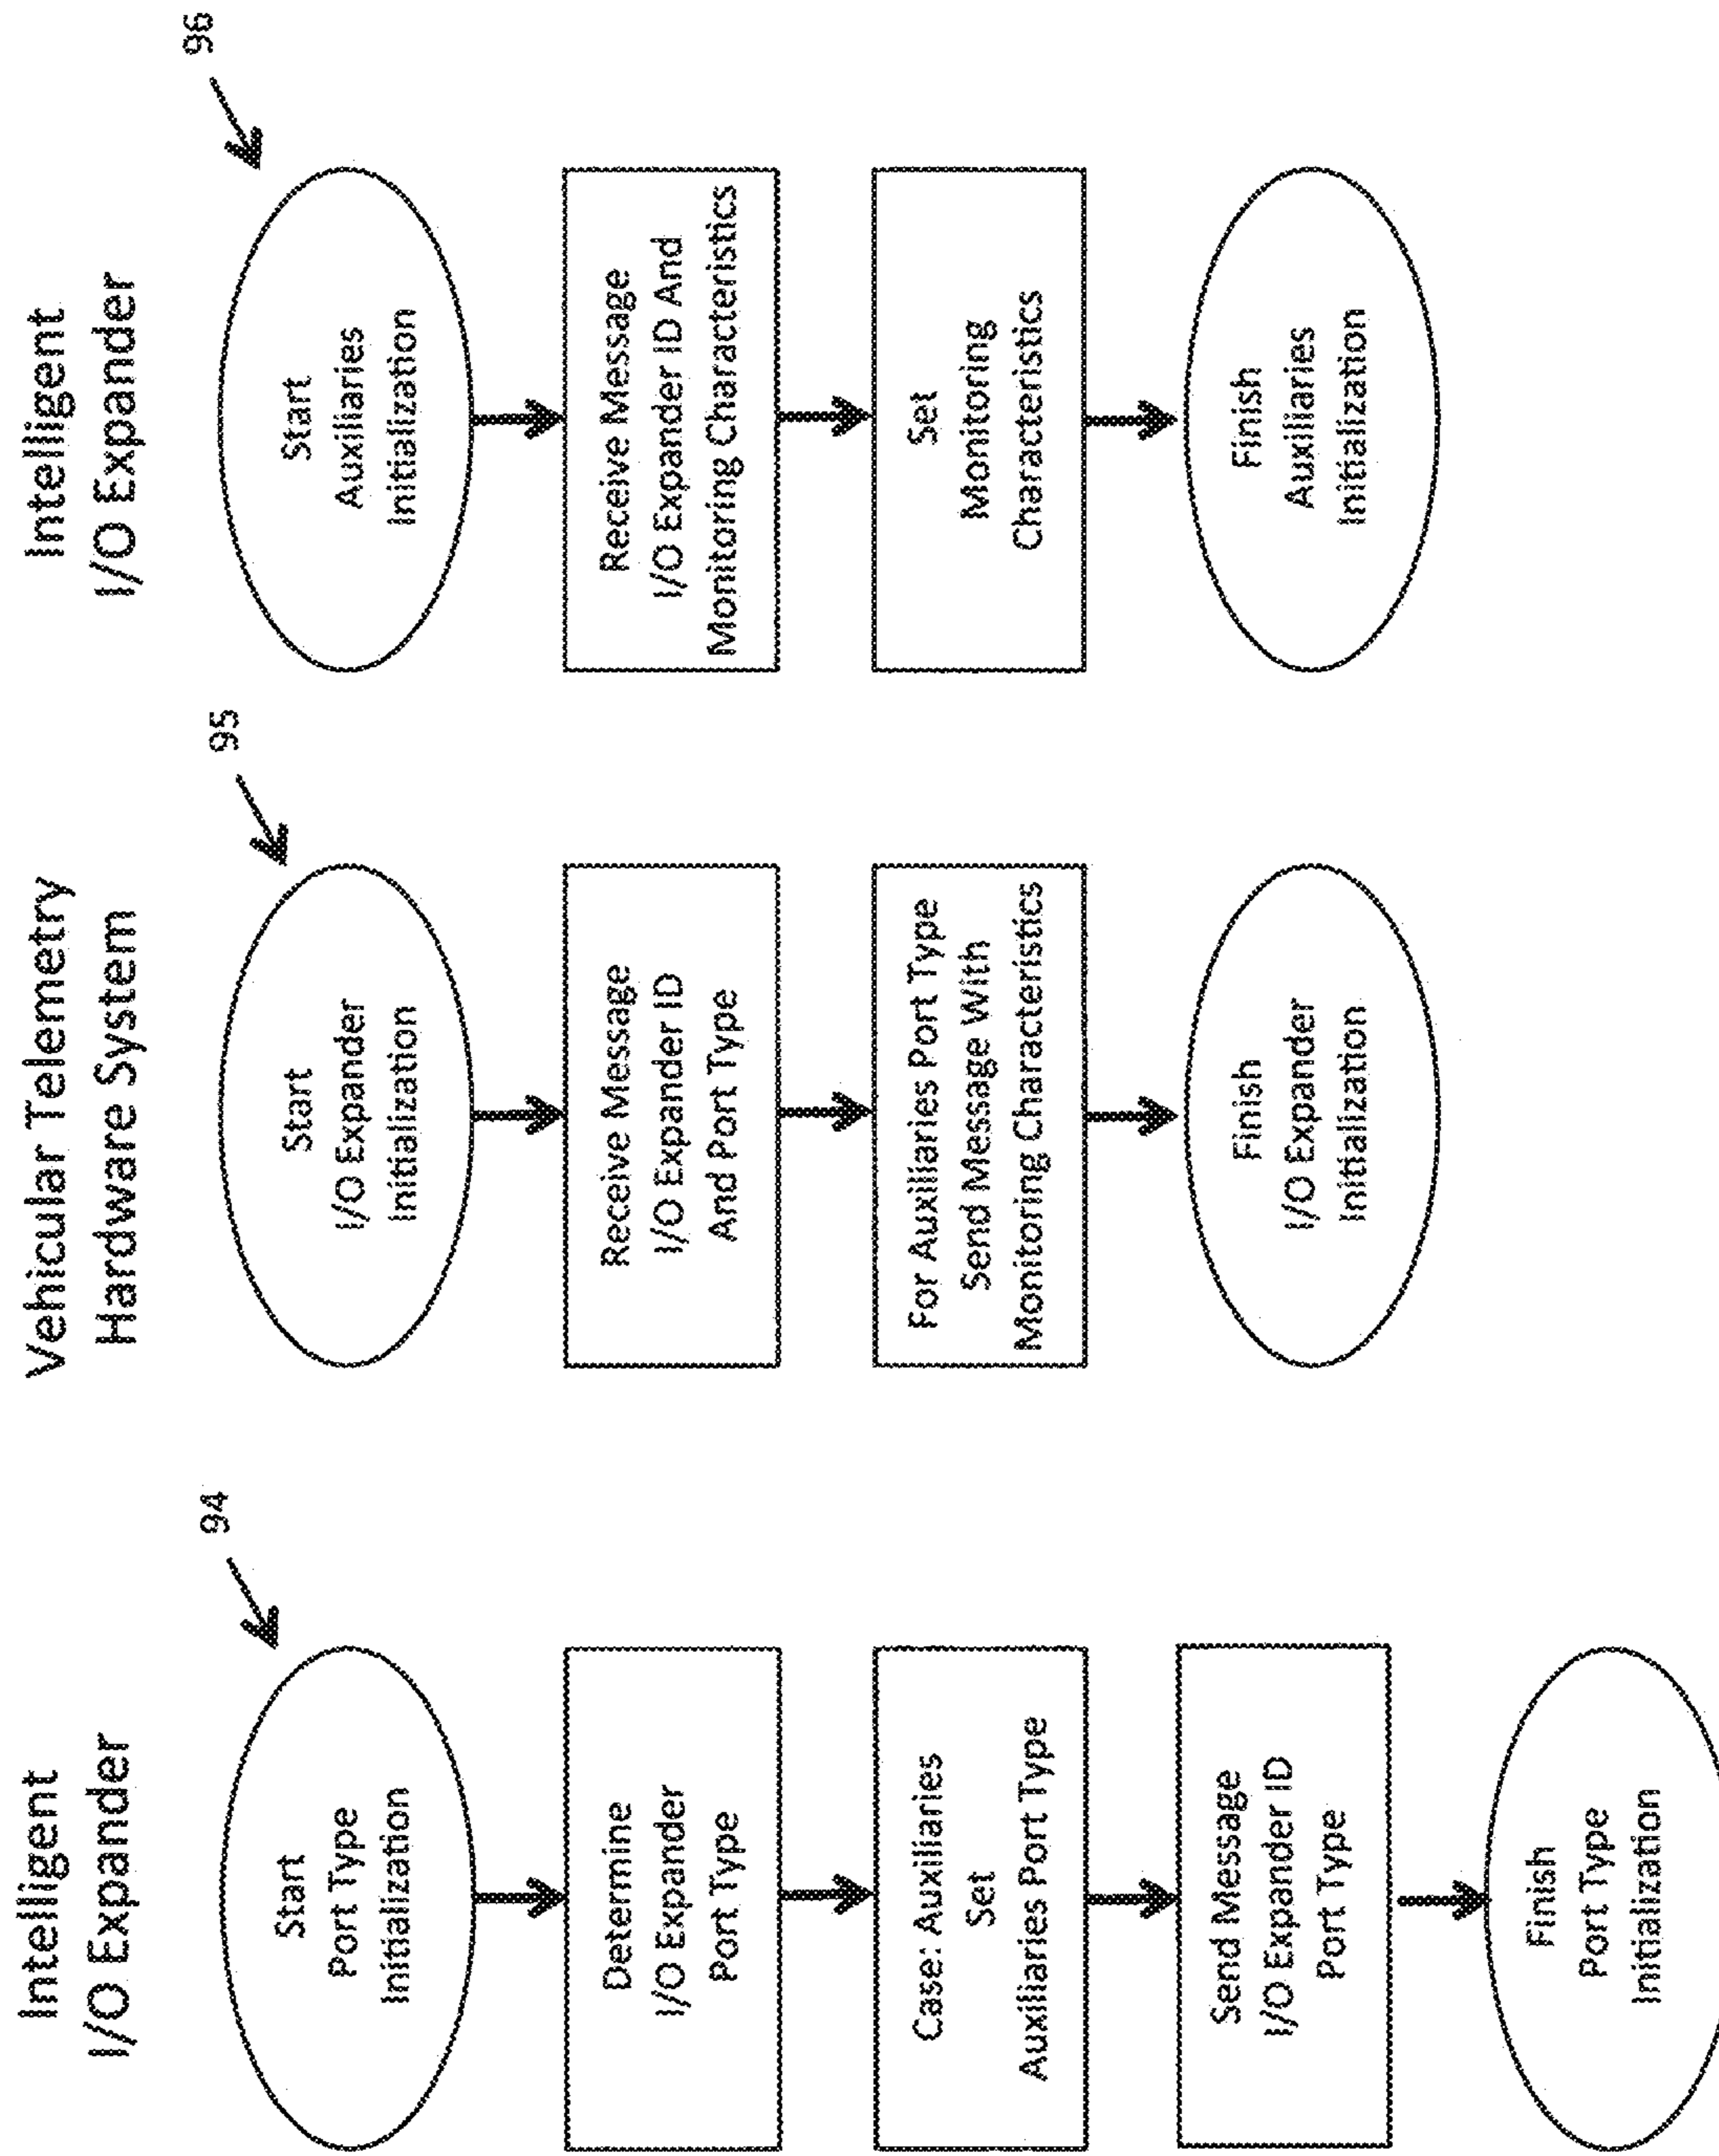 Intelligent
I/O Expander
94
Start
Port Type
Initialization
Determine
I/O Expander
Port Type
Case: Auxiliaries
Set
Auxiliaries Port Type
Send Message
I/O Expander ID
Port Type
Finish
Port Type
Initialization
Vehicular Telemetry
Hardware System
95
Start
I/O Expander
Initialization
Receive Message
I/O Expander ID
And Port Type
For Auxiliaries Port Type
Send Message With
Monitoring Characteristics
Finish
I/O Expander
Initialization
Intelligent
I/O Expander
96
Start
Auxiliaries
Initialization
Receive Message
I/O Expander ID And
Monitoring Characteristics
Set
Monitoring
Characteristics
Finish
Auxiliaries
Initialization